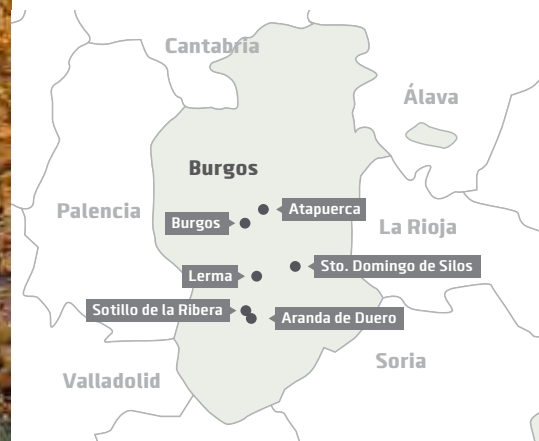 Cantabria
Álava
Burgos
Palencia
Atapuerca
Burgos
La Rioja
Sto. Domingo de Silos
Lerma
Sotillo de la Ribera
Aranda de Duero
Soria
Valladolid